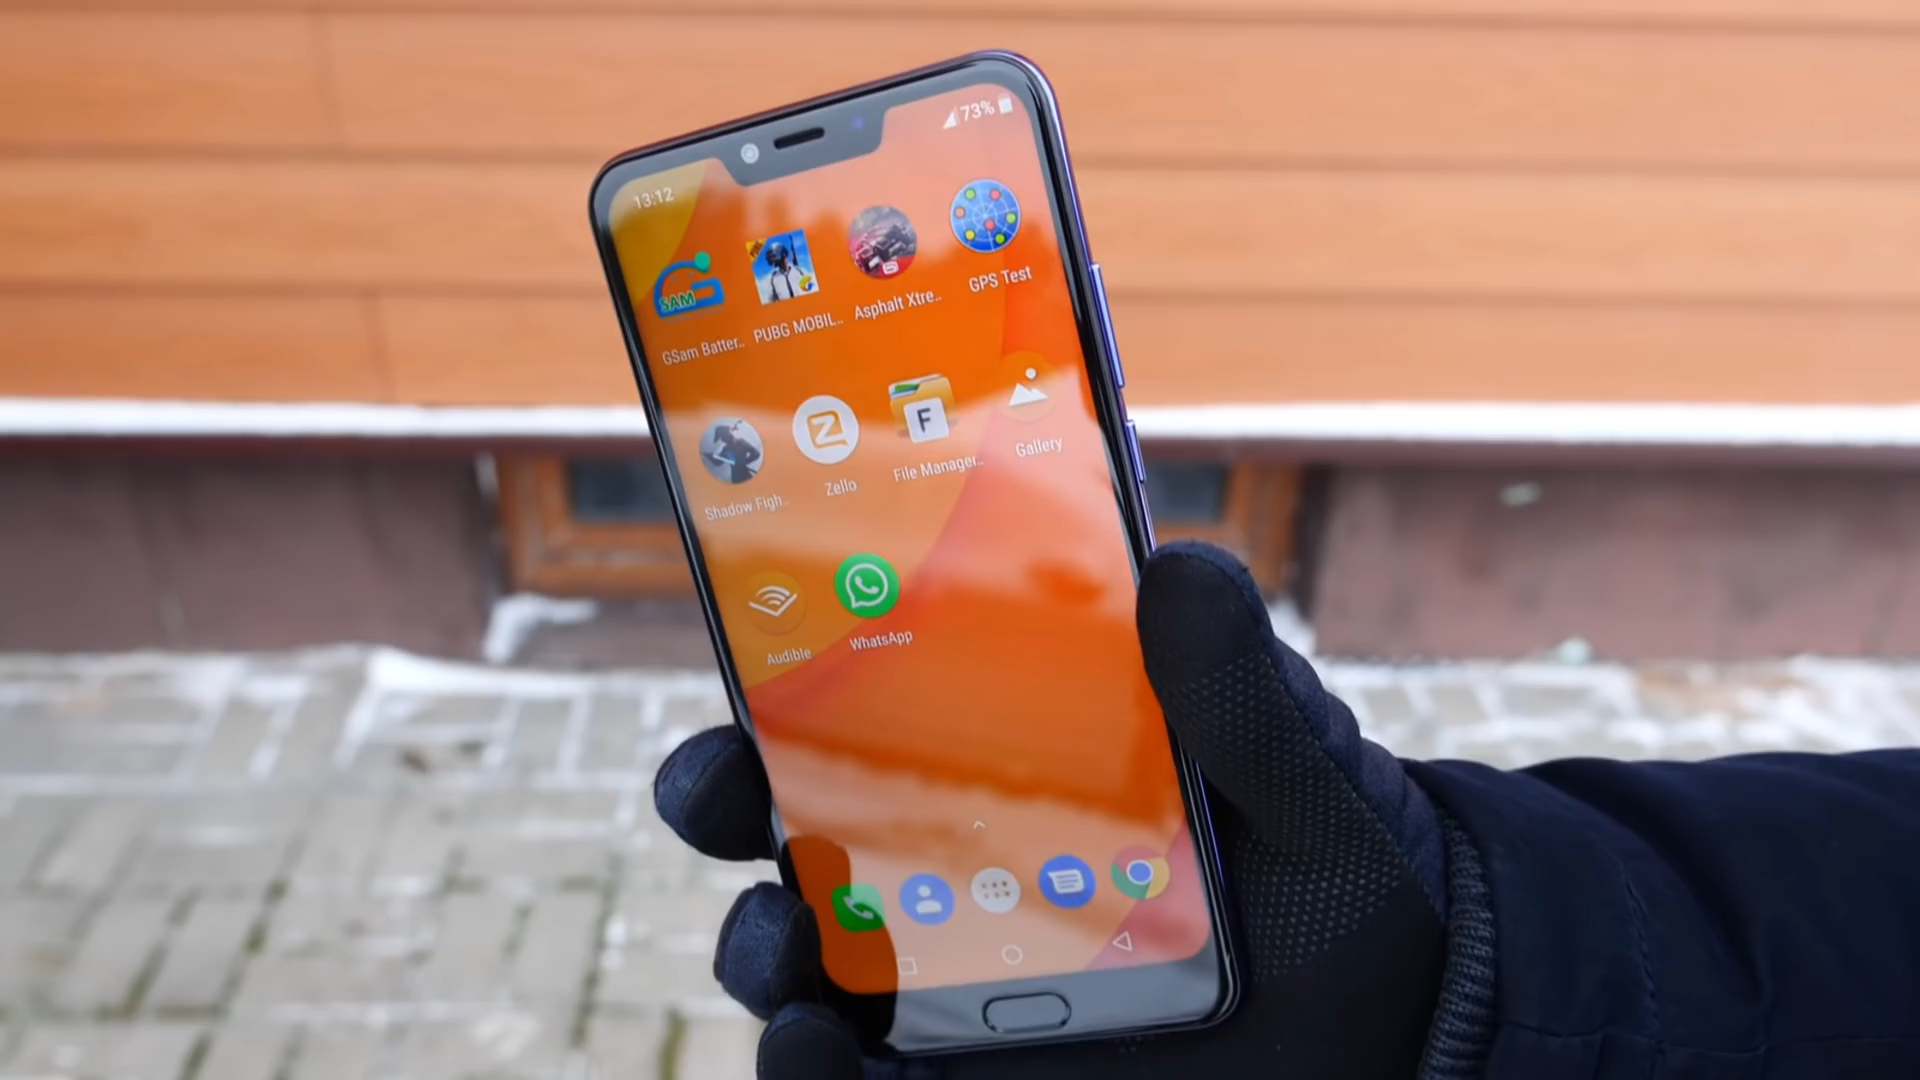 73%
13:12
SAM
6
GSam Batter..
PUBG MOBIL..
Asphalt Xtre..
GPS Test
Z
F
Shadow Figh..
Zello
File Manager..
Gallery
Audible
WhatsApp